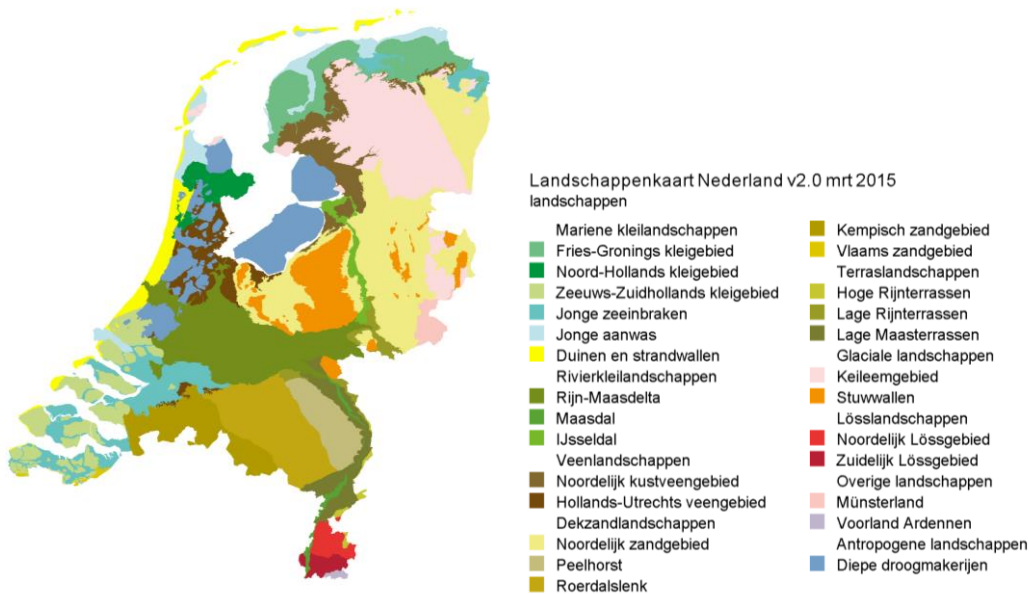 Landschappenkaart Nederland v2.0 mrt 2015
landschappen
Mariene kleilandschappen
Fries-Gronings kleigebied
Noord-Hollands kleigebied
Zeeuws-Zuidhollands kleigebied
Jonge zeeinbraken
Jonge aanwas
Duinen en strandwallen
Rivierkleilandschappen
Rijn-Maasdelta
Maasdal
IJsseldal
Veenlandschappen
Noordelijk kustveengebied
Hollands-Utrechts veengebied
Dekzandlandschappen
Noordelijk zandgebied
Peelhorst
Roerdalslenk
Kempisch zandgebied
Vlaams zandgebied
Terraslandschappen
Hoge Rijnterrassen
Lage Rijnterrassen
Lage Maasterrassen
Glaciale landschappen
Keileemgebied
Stuwwallen
Lösslandschappen
Noordelijk Lössgebied
Zuidelijk Lössgebied
Overige landschappen
Münsterland
Voorland Ardennen
Antropogene landschappen
Diepe droogmakerijen